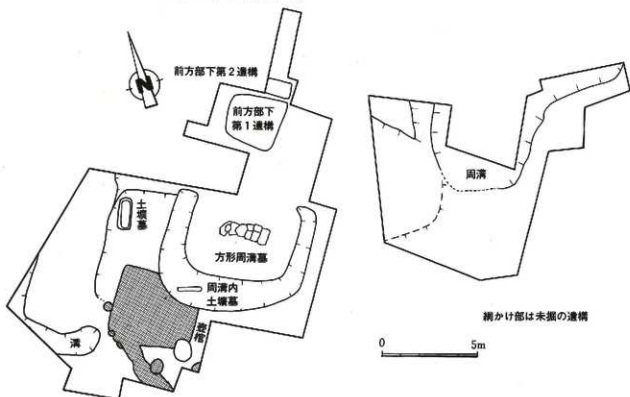 N
前方部下第2遺構
前方部下
第1遺構
土壙墓
方形周溝墓
周溝内
土壙墓
壺棺
溝
周溝
網かけ部は未掘の遺構
0
5m